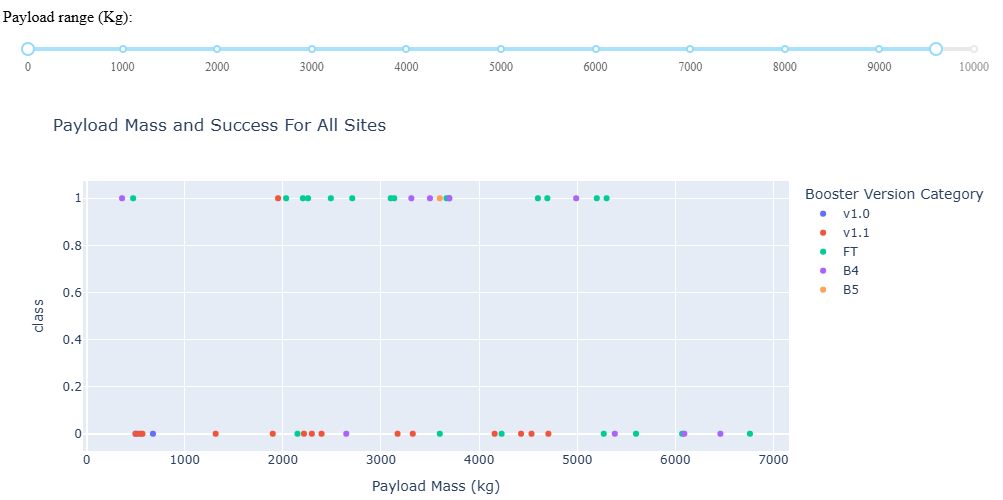 Payload range (Kg):
0 1000 2000 3000 4000 5000 6000 7000 8000 9000 10000
Payload Mass and Success For All Sites
1
0.8
0.6
0.4
0.2
0
class
0 1000 2000 3000 4000 5000 6000 7000
Payload Mass (kg)
Booster Version Category
v1.0
v1.1
FT
B4
B5